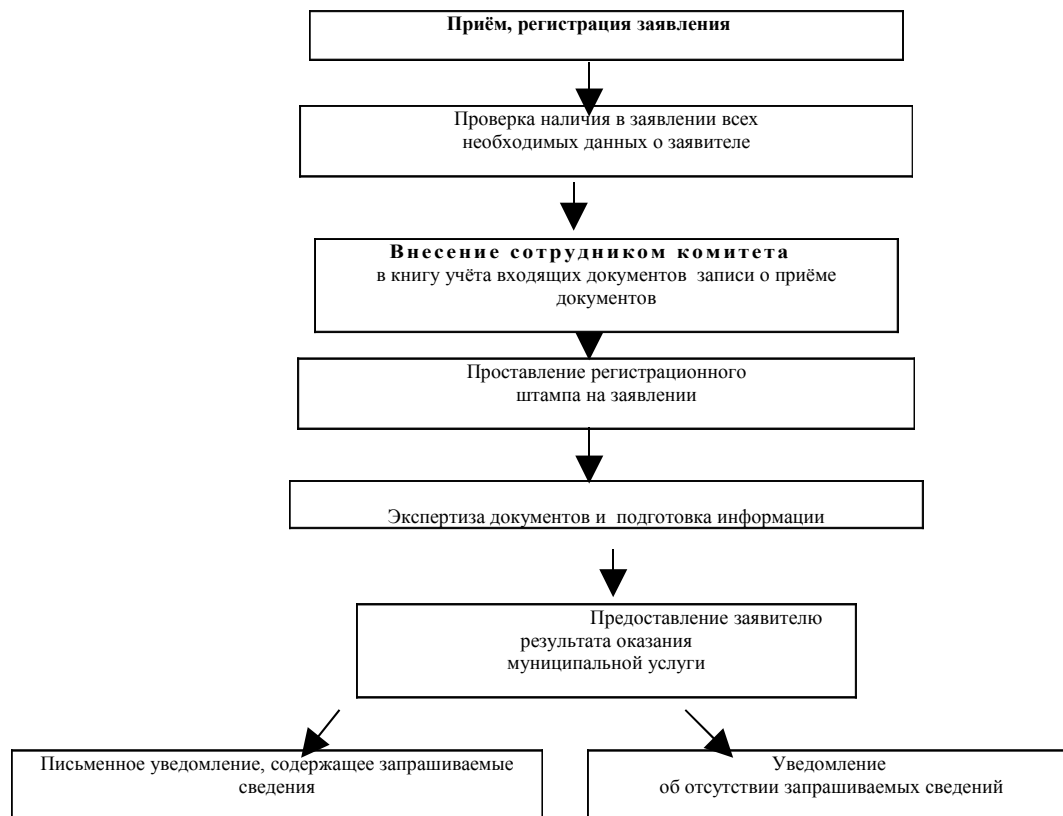 Приём, регистрация заявления
Проверка наличия в заявлении всех
необходимых данных о заявителе
Внесение сотрудником комитета
в книгу учёта входящих документов записи о приёме
документов
Проставление регистрационного
штампа на заявлении
Экспертиза документов и подготовка информации
Предоставление заявителю
результата оказания
муниципальной услуги
Письменное уведомление, содержащее запрашиваемые
сведения
Уведомление
об отсутствии запрашиваемых сведений